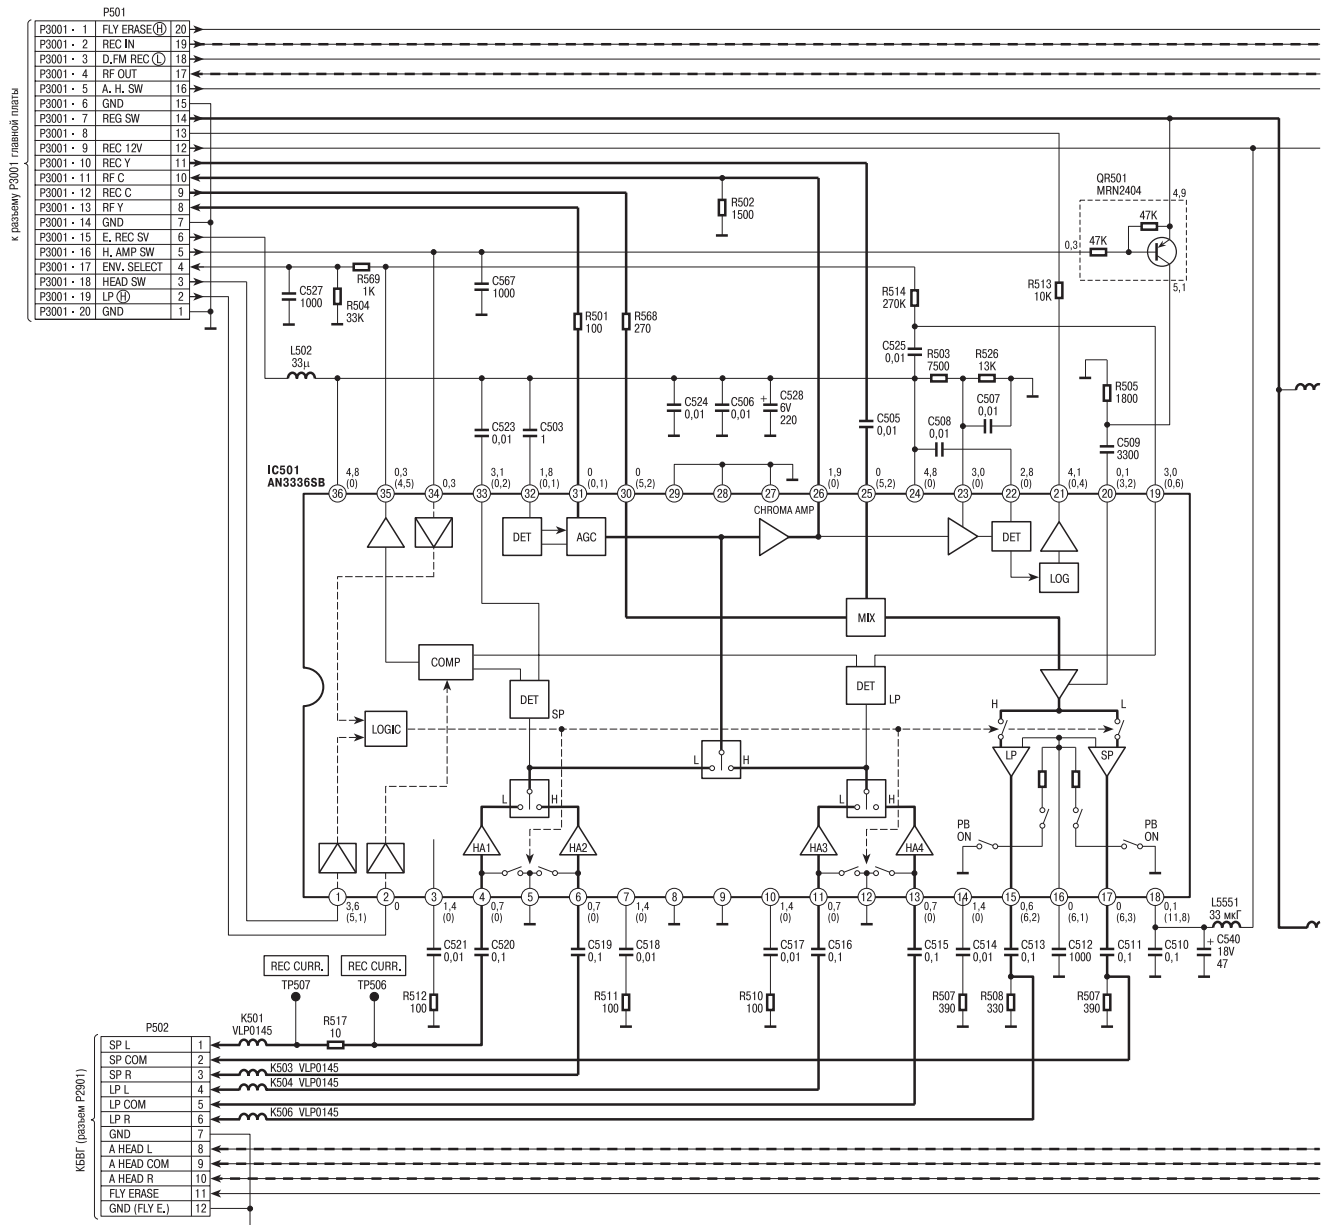 P501
P3001 · 1 FLY ERASE Ⓗ 20
P3001 · 2 REC IN 19
P3001 · 3 D.FM REC Ⓛ 18
P3001 · 4 RF OUT 17
P3001 · 5 A. H. SW 16
P3001 · 6 GND 15
P3001 · 7 REG SW 14
P3001 · 8 13
P3001 · 9 REC 12V 12
P3001 · 10 REC Y 11
P3001 · 11 RF C 10
P3001 · 12 REC C 9
P3001 · 13 RF Y 8
P3001 · 14 GND 7
P3001 · 15 E. REC SV 6
P3001 · 16 H. AMP SW 5
P3001 · 17 ENV. SELECT 4
P3001 · 18 HEAD SW 3
P3001 · 19 LP Ⓗ 2
P3001 · 20 GND 1
к разъему P3001 главной платы
R502
1500
QR501
MRN2404
4,9
47K
0,3
47K
5,1
C527
1000
R504
33K
R569
1K
C567
1000
R501
100
R568
270
R514
270K
R513
10K
L502
33μ
C525
0,01
R503
7500
R526
13K
C507
0,01
C508
0,01
R505
1800
C509
3300
C523
0,01
C503
1
C524
0,01
C506
0,01
+ C528
6V
220
C505
0,01
IC501
AN3336SB
4,8
(0)
0,3
(4,5)
0,3
3,1
(0,2)
1,8
(0,1)
0
(0,1)
0
(5,2)
1,9
(0)
0
(5,2)
4,8
(0)
3,0
(0)
2,8
(0)
4,1
(0,4)
0,1
(3,2)
3,0
(0,6)
36 35 34 33 32 31 30 29 28 27 26 25 24 23 22 21 20 19
CHROMA AMP
DET
AGC
DET
LOG
MIX
COMP
DET
SP
DET
LP
LOGIC
H
L
L
H
LP
SP
L
H
L
H
HA1
HA2
HA3
HA4
PB
ON
PB
ON
1 2 3 4 5 6 7 8 9 10 11 12 13 14 15 16 17 18
3,6
(5,1)
0
1,4
(0)
0,7
(0)
0,7
(0)
1,4
(0)
1,4
(0)
0,7
(0)
0,7
(0)
1,4
(0)
0,6
(6,2)
0
(6,1)
0
(6,3)
0,1
(11,8)
L5551
33 мкГ
C521
0,01
C520
0,1
C519
0,1
C518
0,01
C517
0,01
C516
0,1
C515
0,1
C514
0,01
C513
0,1
C512
1000
C511
0,1
C510
0,1
+ C540
18V
47
REC CURR.
TP507
REC CURR.
TP506
R512
100
R511
100
R510
100
R507
390
R508
330
R507
390
K501
VLP0145
R517
10
K503 VLP0145
K504 VLP0145
K506 VLP0145
P502
SP L 1
SP COM 2
SP R 3
LP L 4
LP COM 5
LP R 6
GND 7
A HEAD L 8
A HEAD COM 9
A HEAD R 10
FLY ERASE 11
GND (FLY E.) 12
КБВГ (разъем P2901)